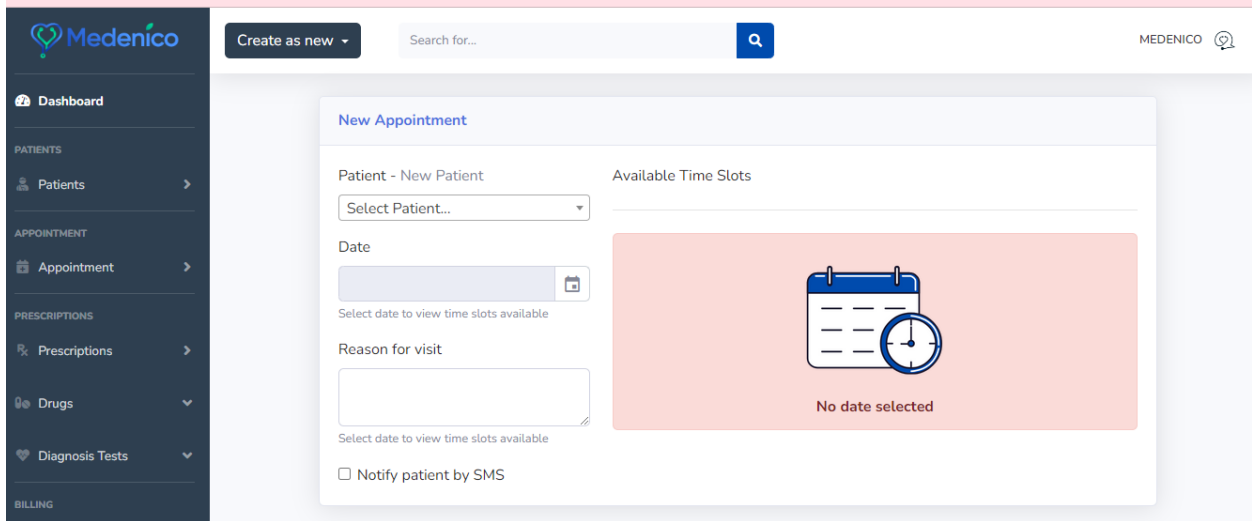 Medenico
Create as new
Search for...
MEDENICO
Dashboard
PATIENTS
Patients
APPOINTMENT
Appointment
PRESCRIPTIONS
Prescriptions
Drugs
Diagnosis Tests
BILLING
New Appointment
Patient - New Patient
Select Patient...
Date
Select date to view time slots available
Reason for visit
Select date to view time slots available
Notify patient by SMS
Available Time Slots
No date selected